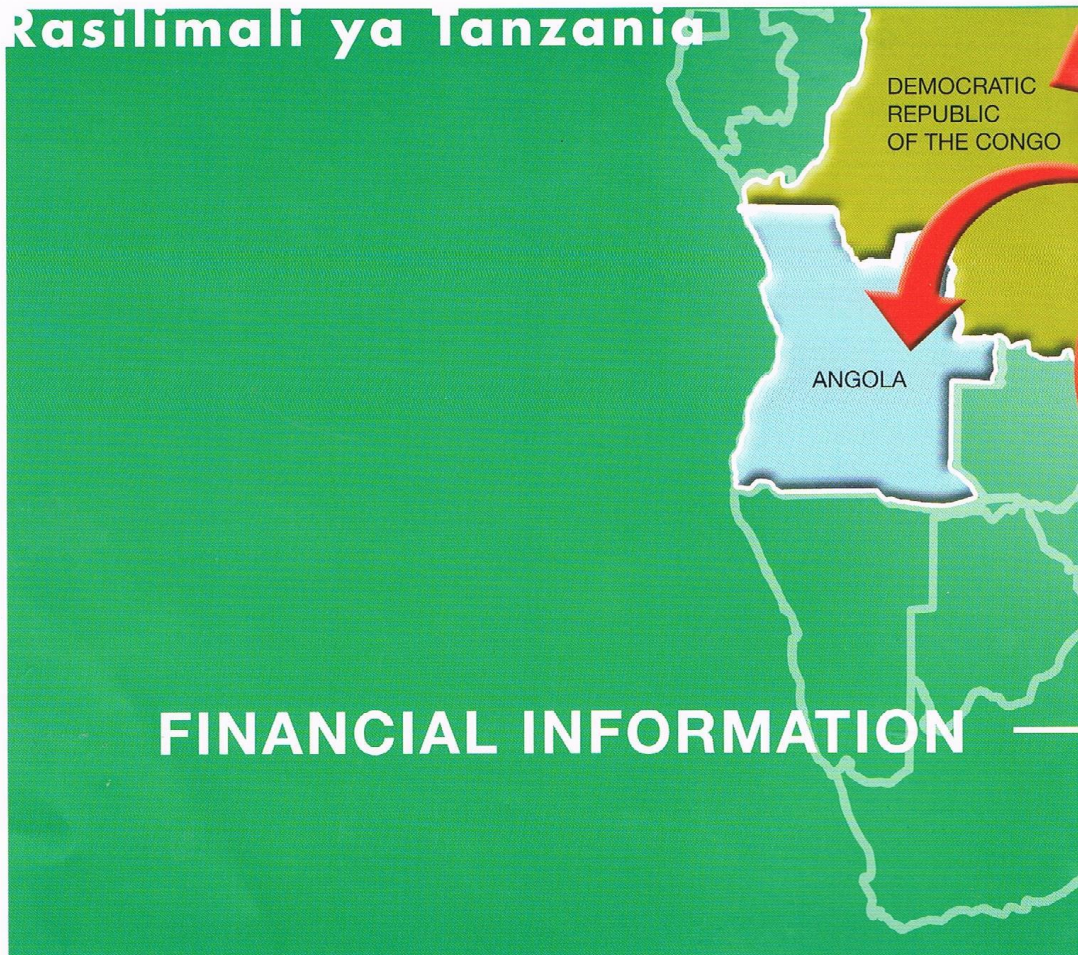 Rasilimali ya Tanzania
DEMOCRATIC
REPUBLIC
OF THE CONGO
ANGOLA
FINANCIAL INFORMATION